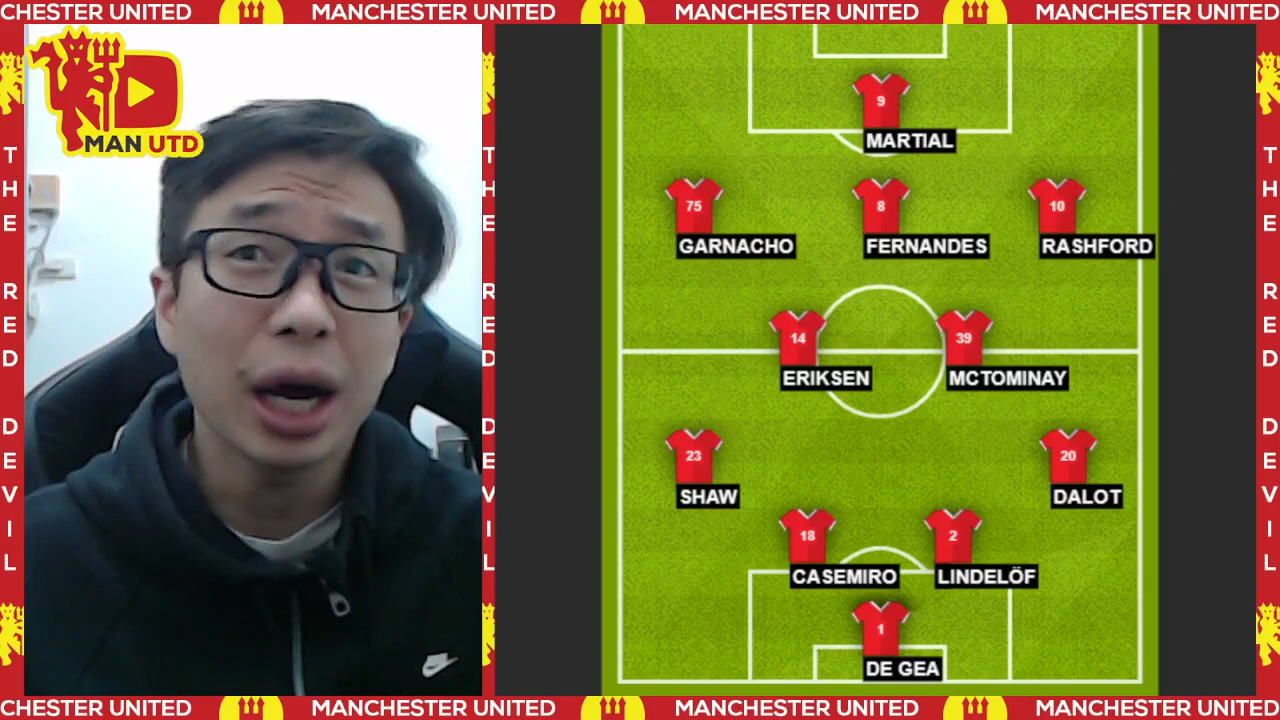 CHESTER UNITED
MANCHESTER UNITED
MANCHESTER UNITED
MANCHESTER UNITED
MAN UTD
THE RED DEVIL
THE RED DEVIL
THE RED DEVIL
9
MARTIAL
75
GARNACHO
8
FERNANDES
10
RASHFORD
14
ERIKSEN
39
MCTOMINAY
23
SHAW
20
DALOT
18
CASEMIRO
2
LINDELÖF
1
DE GEA
CHESTER UNITED
MANCHESTER UNITED
MANCHESTER UNITED
MANCHESTER UNITED